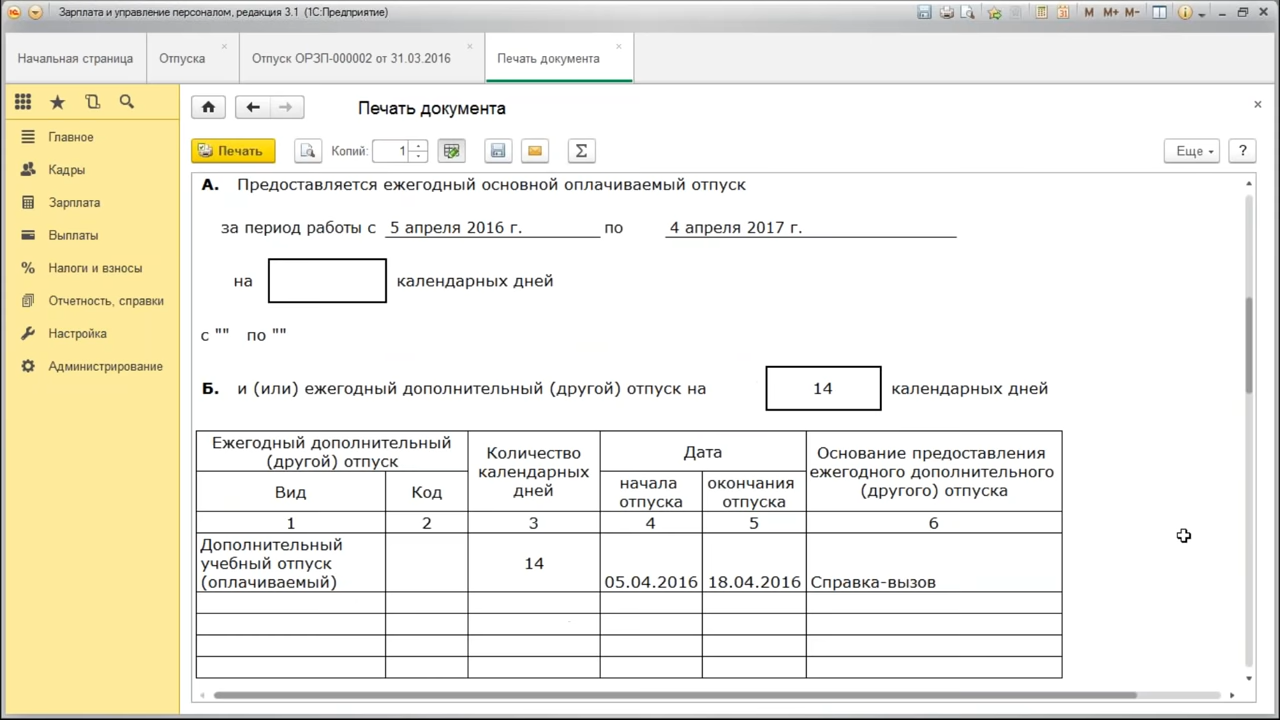 Зарплата и управление персоналом, редакция 3.1 (1С:Предприятие)
M M+ M-
Начальная страница
Отпуска
Отпуск ОРЗП-000002 от 31.03.2016
Печать документа
Главное
Кадры
Зарплата
Выплаты
Налоги и взносы
Отчетность, справки
Настройка
Администрирование
Печать документа
Печать
Копий: 1
Еще
?
А. Предоставляется ежегодный основной оплачиваемый отпуск
за период работы с 5 апреля 2016 г. по 4 апреля 2017 г.
на календарных дней
с "" по ""
Б. и (или) ежегодный дополнительный (другой) отпуск на 14 календарных дней
Ежегодный дополнительный
(другой) отпуск
Вид
Код
Количество
календарных
дней
Дата
начала
отпуска
окончания
отпуска
Основание предоставления
ежегодного дополнительного
(другого) отпуска
1 2 3 4 5 6
Дополнительный
учебный отпуск
(оплачиваемый)
14
05.04.2016
18.04.2016
Справка-вызов